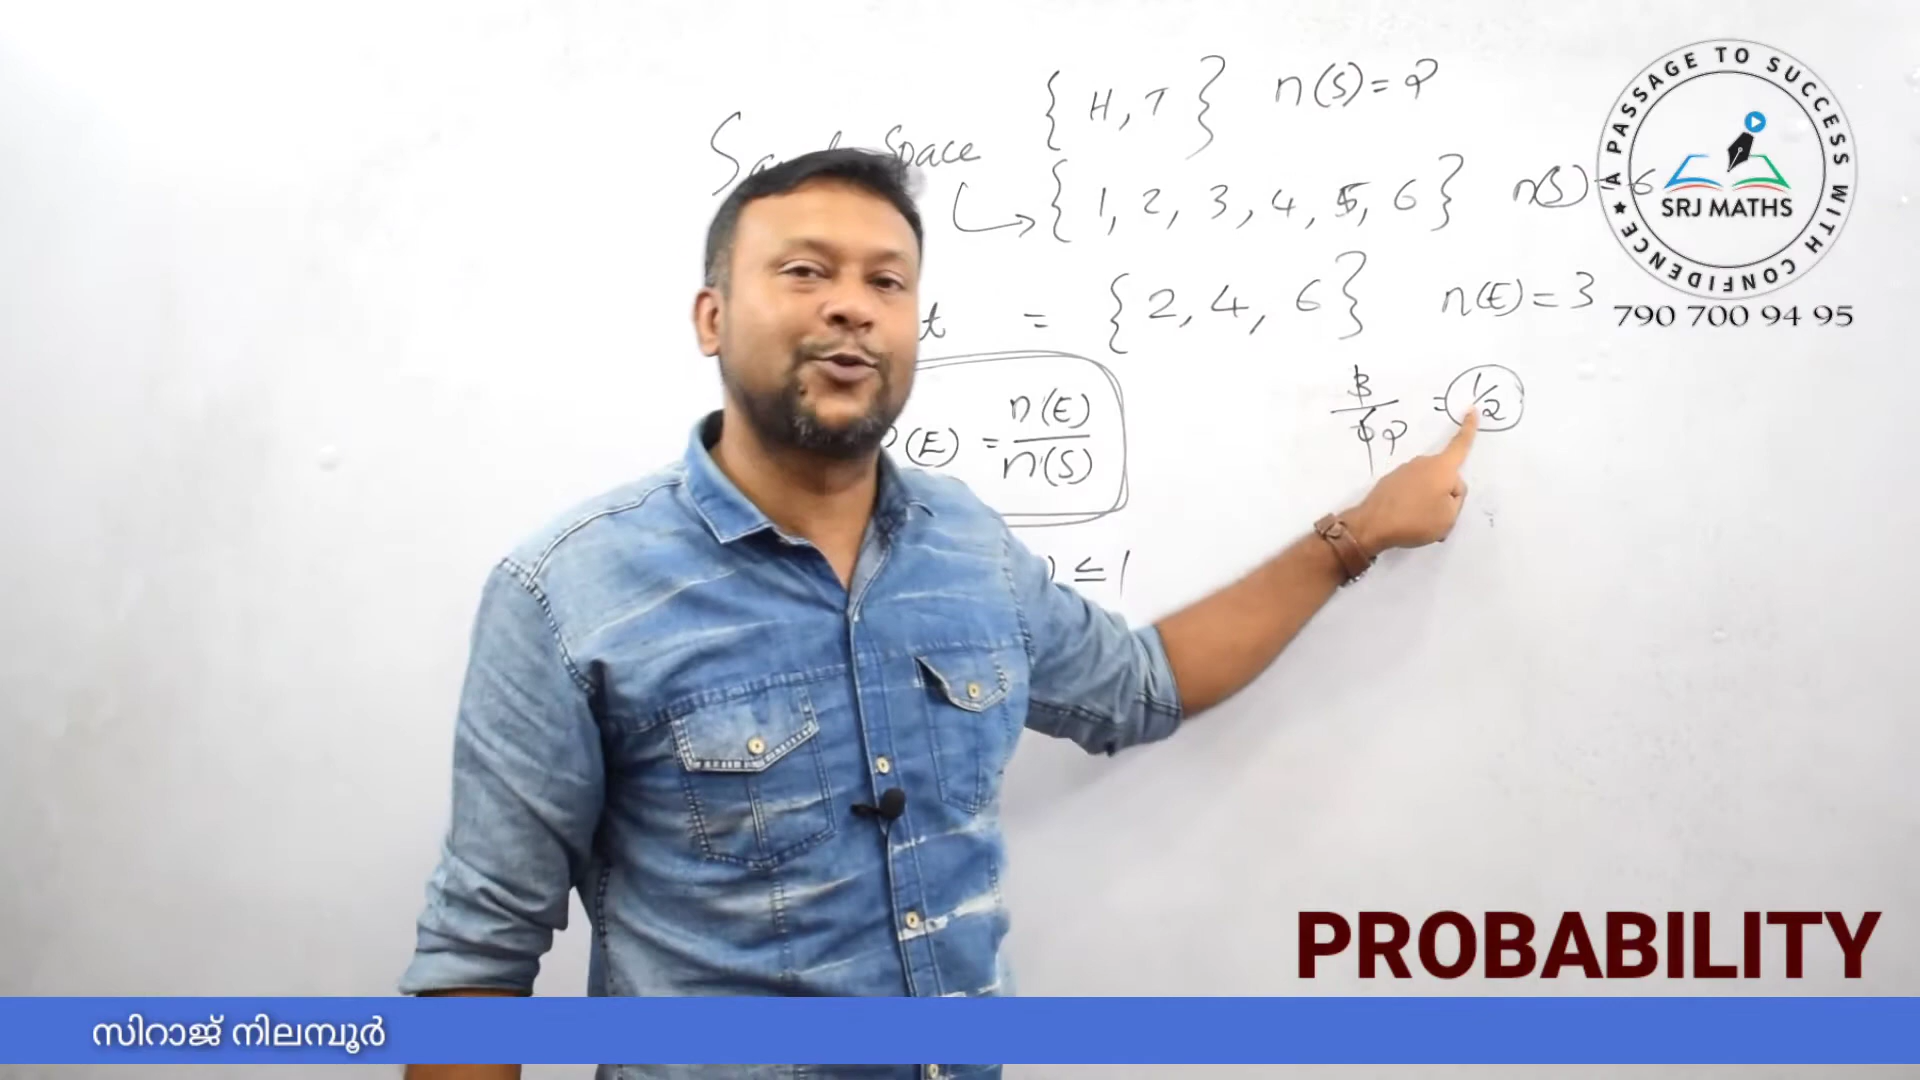 { H, T } n(S) = 2
Space
{ 1, 2, 3, 4, 5, 6 } n(S) = 6
= { 2, 4, 6 } n(E) = 3
3/6 2 = 1/2
(E) = n(E)/n(S)
) ≤ 1
A PASSAGE TO SUCCESS WITH CONFIDENCE
SRJ MATHS
790 700 94 95
PROBABILITY
സിറാജ് നിലമ്പൂർ